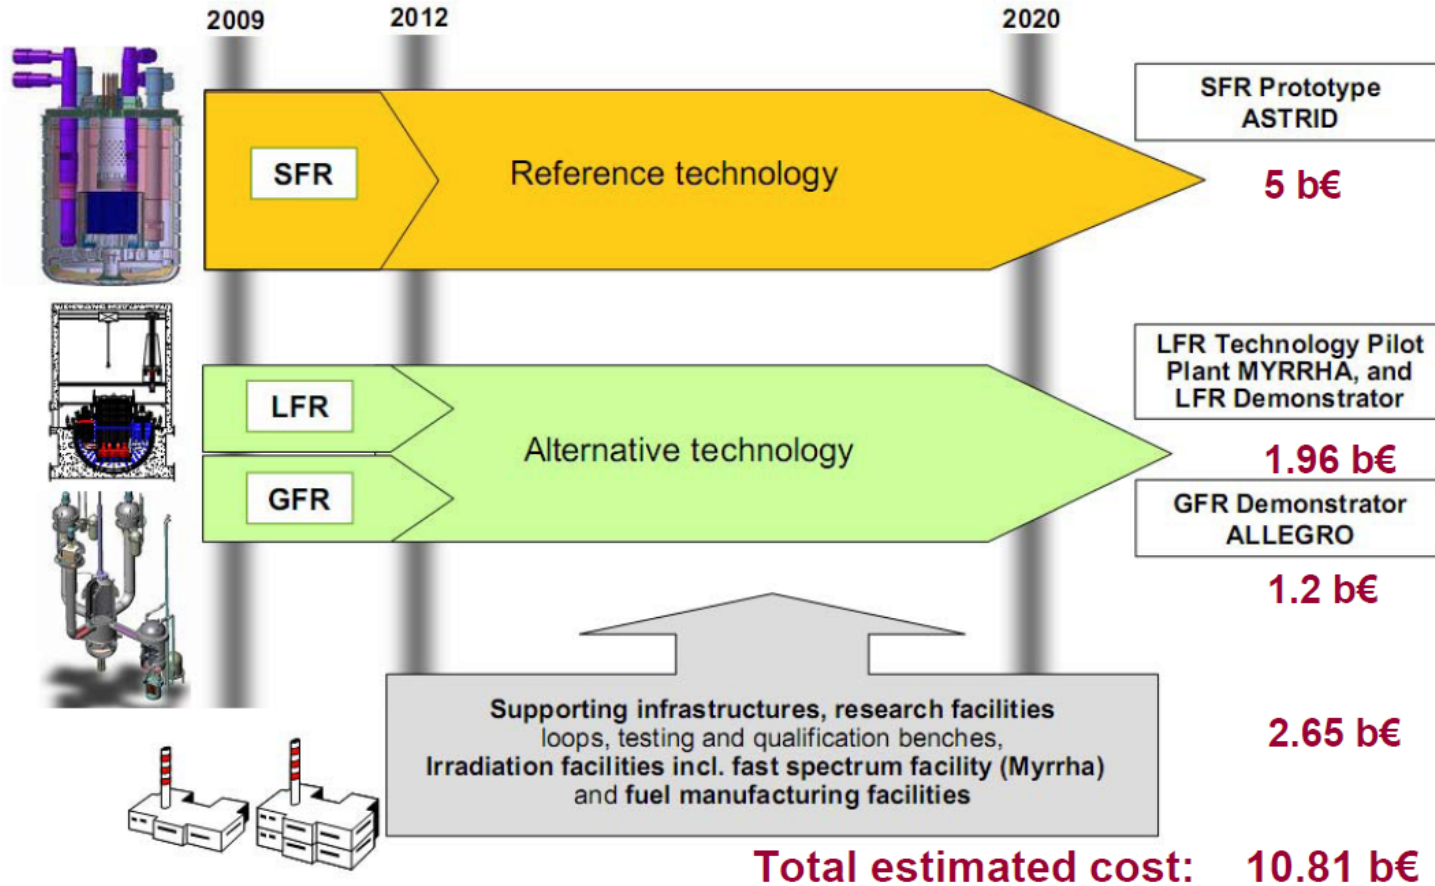 2009
2012
2020
SFR
Reference technology
SFR Prototype
ASTRID
5 b€
LFR
GFR
Alternative technology
LFR Technology Pilot
Plant MYRRHA, and
LFR Demonstrator
1.96 b€
GFR Demonstrator
ALLEGRO
1.2 b€
Supporting infrastructures, research facilities
loops, testing and qualification benches,
Irradiation facilities incl. fast spectrum facility (Myrrha)
and fuel manufacturing facilities
2.65 b€
Total estimated cost: 10.81 b€